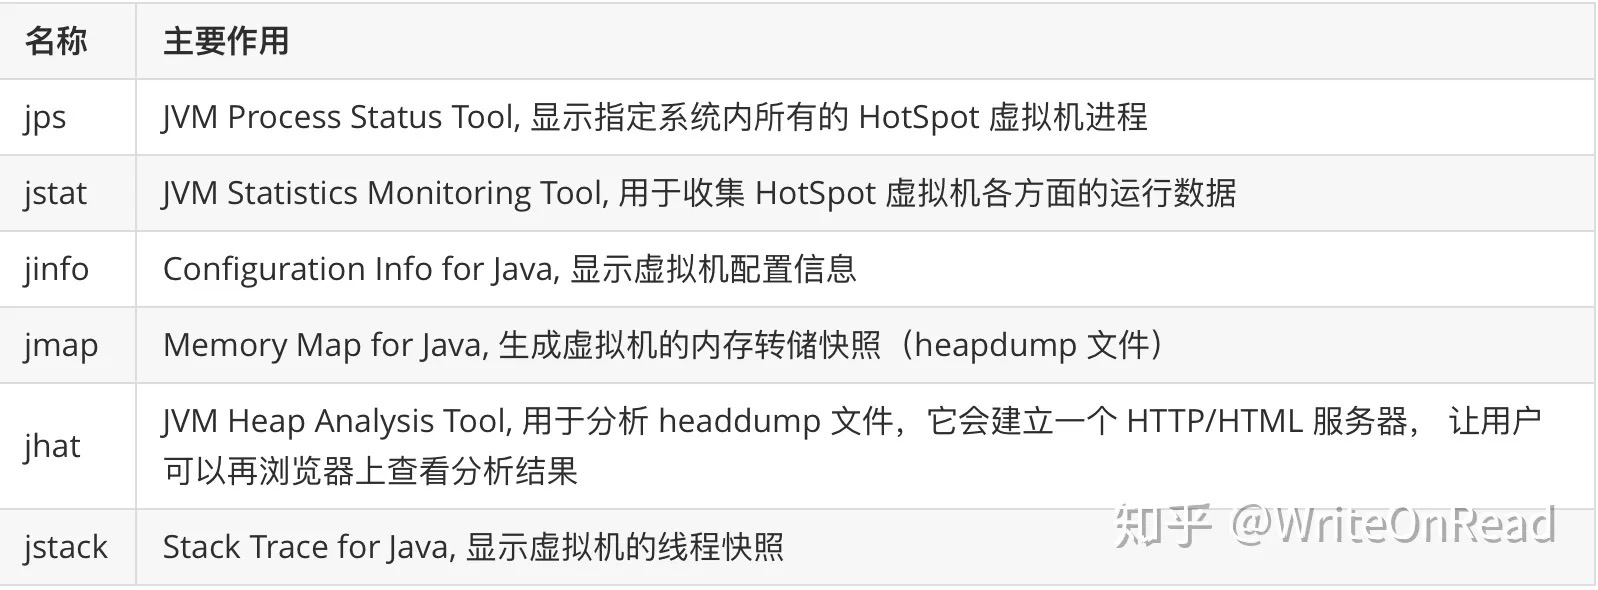 名称 主要作用
jps JVM Process Status Tool, 显示指定系统内所有的 HotSpot 虚拟机进程
jstat JVM Statistics Monitoring Tool, 用于收集 HotSpot 虚拟机各方面的运行数据
jinfo Configuration Info for Java, 显示虚拟机配置信息
jmap Memory Map for Java, 生成虚拟机的内存转储快照（heapdump 文件）
jhat JVM Heap Analysis Tool, 用于分析 headdump 文件，它会建立一个 HTTP/HTML 服务器， 让用户
可以再浏览器上查看分析结果
jstack Stack Trace for Java, 显示虚拟机的线程快照
知乎 @WriteOnRead